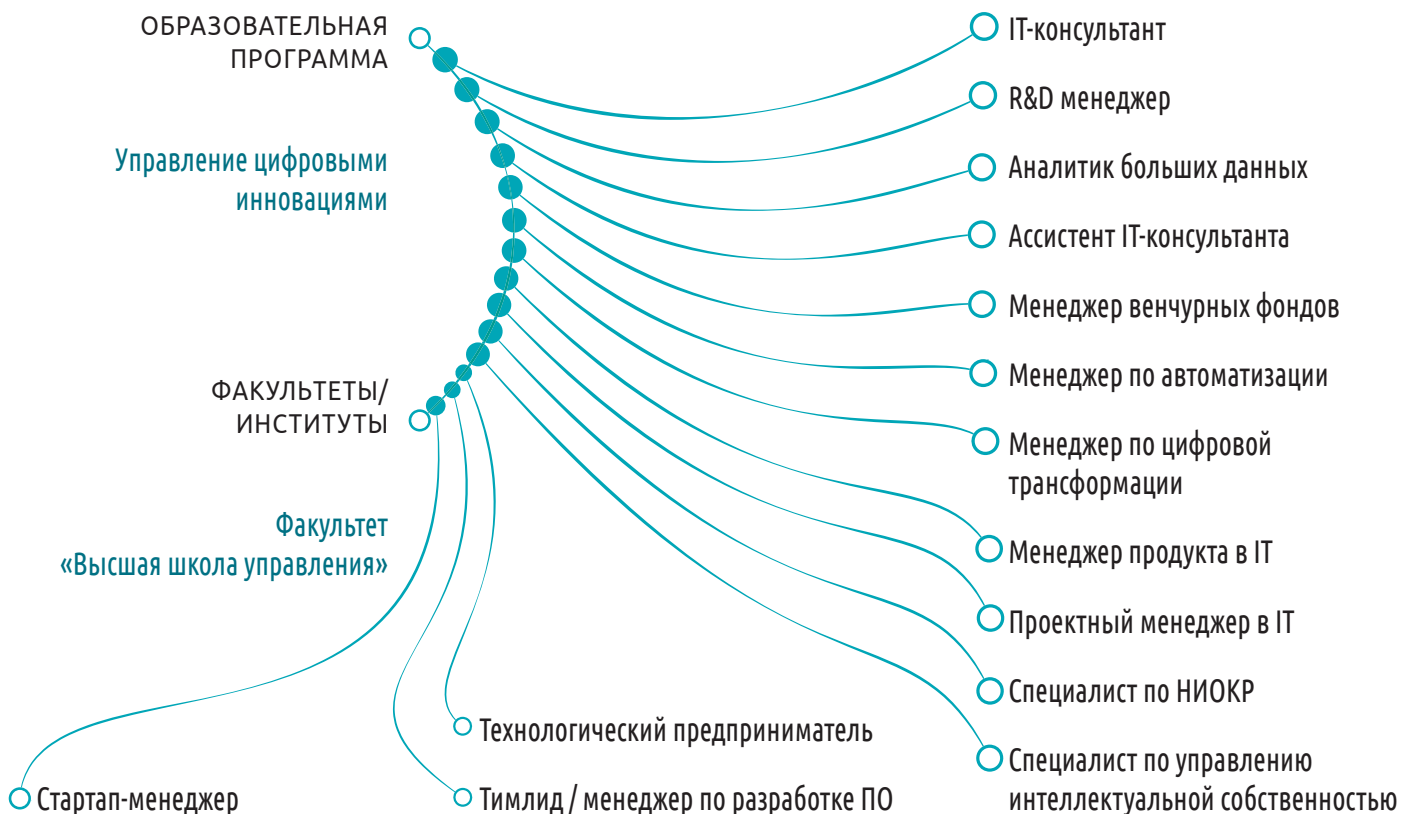 ОБРАЗОВАТЕЛЬНАЯ
ПРОГРАММА
Управление цифровыми
инновациями
ФАКУЛЬТЕТЫ/
ИНСТИТУТЫ
Факультет
«Высшая школа управления»
IT-консультант
R&D менеджер
Аналитик больших данных
Ассистент IT-консультанта
Менеджер венчурных фондов
Менеджер по автоматизации
Менеджер по цифровой
трансформации
Менеджер продукта в IT
Проектный менеджер в IT
Специалист по НИОКР
Специалист по управлению
интеллектуальной собственностью
Технологический предприниматель
Тимлид / менеджер по разработке ПО
Стартап-менеджер